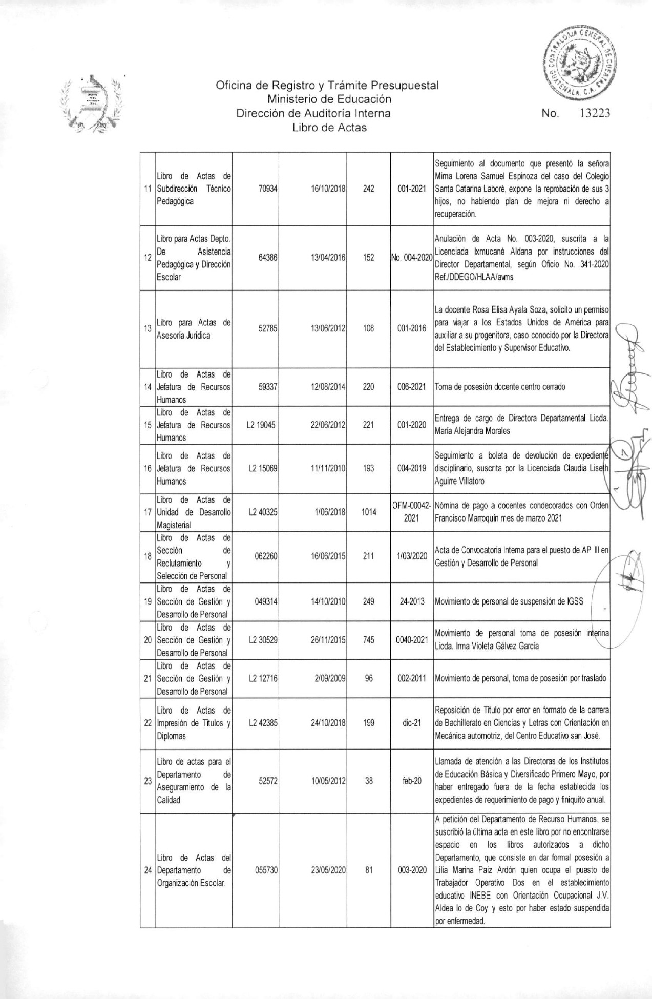 CONTRALORIA GENERAL DE CUENTAS
GUATEMALA, C.A.
Oficina de Registro y Trámite Presupuestal
Ministerio de Educación
Dirección de Auditoría Interna
Libro de Actas
No. 13223
11
Libro de Actas de
Subdirección Técnico
Pedagógica
70934
16/10/2018
242
001-2021
Seguimiento al documento que presentó la señora
Mirna Lorena Samuel Espinoza del caso del Colegio
Santa Catarina Laboré, expone la reprobación de sus 3
hijos, no habiendo plan de mejora ni derecho a
recuperación.
12
Libro para Actas Depto.
De Asistencia
Pedagógica y Dirección
Escolar
64386
13/04/2016
152
No. 004-2020
Anulación de Acta No. 003-2020, suscrita a la
Licenciada Ixmucané Aldana por instrucciones del
Director Departamental, según Oficio No. 341-2020
Ref./DDEGO/HLAA/avms
13
Libro para Actas de
Asesoría Jurídica
52785
13/06/2012
108
001-2016
La docente Rosa Elisa Ayala Soza, solicito un permiso
para viajar a los Estados Unidos de América para
auxiliar a su progenitora, caso conocido por la Directora
del Establecimiento y Supervisor Educativo.
14
Libro de Actas de
Jefatura de Recursos
Humanos
59337
12/08/2014
220
006-2021
Toma de posesión docente centro cerrado
15
Libro de Actas de
Jefatura de Recursos
Humanos
L2 19045
22/06/2012
221
001-2020
Entrega de cargo de Directora Departamental Licda.
María Alejandra Morales
16
Libro de Actas de
Jefatura de Recursos
Humanos
L2 15069
11/11/2010
193
004-2019
Seguimiento a boleta de devolución de expediente
disciplinario, suscrita por la Licenciada Claudia Liseth
Aguirre Villatoro
17
Libro de Actas de
Unidad de Desarrollo
Magisterial
L2 40325
1/06/2018
1014
OFM-00042-
2021
Nómina de pago a docentes condecorados con Orden
Francisco Marroquín mes de marzo 2021
18
Libro de Actas de
Sección de
Reclutamiento y
Selección de Personal
062260
16/06/2015
211
1/03/2020
Acta de Convocatoria Interna para el puesto de AP III en
Gestión y Desarrollo de Personal
19
Libro de Actas de
Sección de Gestión y
Desarrollo de Personal
049314
14/10/2010
249
24-2013
Movimiento de personal de suspensión de IGSS
20
Libro de Actas de
Sección de Gestión y
Desarrollo de Personal
L2 30529
26/11/2015
745
0040-2021
Movimiento de personal toma de posesión interina
Licda. Irma Violeta Gálvez García
21
Libro de Actas de
Sección de Gestión y
Desarrollo de Personal
L2 12716
2/09/2009
96
002-2011
Movimiento de personal, toma de posesión por traslado
22
Libro de Actas de
Impresión de Títulos y
Diplomas
L2 42385
24/10/2018
199
dic-21
Reposición de Título por error en formato de la carrera
de Bachillerato en Ciencias y Letras con Orientación en
Mecánica automotriz, del Centro Educativo san José.
23
Libro de actas para el
Departamento de
Aseguramiento de la
Calidad
52572
10/05/2012
38
feb-20
Llamada de atención a las Directoras de los Institutos
de Educación Básica y Diversificado Primero Mayo, por
haber entregado fuera de la fecha establecida los
expedientes de requerimiento de pago y finiquito anual.
24
Libro de Actas del
Departamento de
Organización Escolar.
055730
23/05/2020
81
003-2020
A petición del Departamento de Recurso Humanos, se
suscribió la última acta en este libro por no encontrarse
espacio en los libros autorizados a dicho
Departamento, que consiste en dar formal posesión a
Lilia Marina Paiz Ardón quien ocupa el puesto de
Trabajador Operativo Dos en el establecimiento
educativo INEBE con Orientación Ocupacional J.V.
Aldea lo de Coy y esto por haber estado suspendida
por enfermedad.